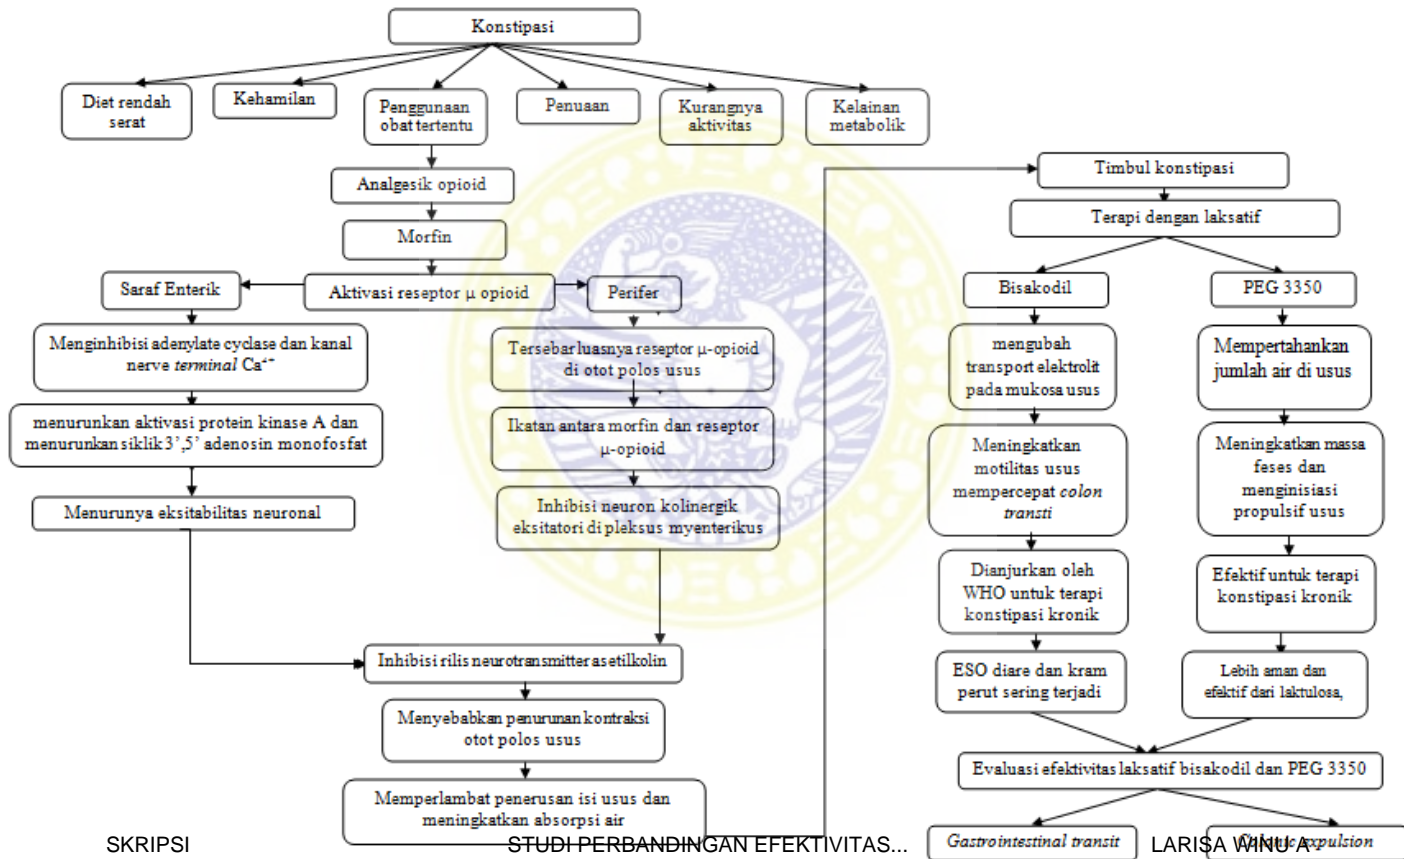 Konstipasi
Diet rendah
serat
Kehamilan
Penggunaan
obat tertentu
Penuaan
Kurangnya
aktivitas
Kelainan
metabolik
Analgesik opioid
Morfin
Aktivasi reseptor μ opioid
Saraf Enterik
Perifer
Menginhibisi adenylate cyclase dan kanal
nerve terminal Ca⁺⁺
menurunkan aktivasi protein kinase A dan
menurunkan siklik 3’,5’ adenosin monofosfat
Menurunya eksitabilitas neuronal
Tersebarluasnya reseptor μ-opioid
di otot polos usus
Ikatan antara morfin dan reseptor
μ-opioid
Inhibisi neuron kolinergik
eksitatori di pleksus myenterikus
Inhibisi rilis neurotransmitter asetilkolin
Menyebabkan penurunan kontraksi
otot polos usus
Memperlambat penerusan isi usus dan
meningkatkan absorpsi air
Timbul konstipasi
Terapi dengan laksatif
Bisakodil
mengubah
transport elektrolit
pada mukosa usus
Meningkatkan
motilitas usus
mempercepat colon
transti
Dianjurkan oleh
WHO untuk terapi
konstipasi kronik
ESO diare dan kram
perut sering terjadi
PEG 3350
Mempertahankan
jumlah air di usus
Meningkatkan massa
feses dan
menginisiasi
propulsif usus
Efektif untuk terapi
konstipasi kronik
Lebih aman dan
efektif dari laktulosa,
Evaluasi efektivitas laksatif bisakodil dan PEG 3350
Gastrointestinal transit
Colonic expulsion
SKRIPSI
STUDI PERBANDINGAN EFEKTIVITAS...
LARISA WINU A